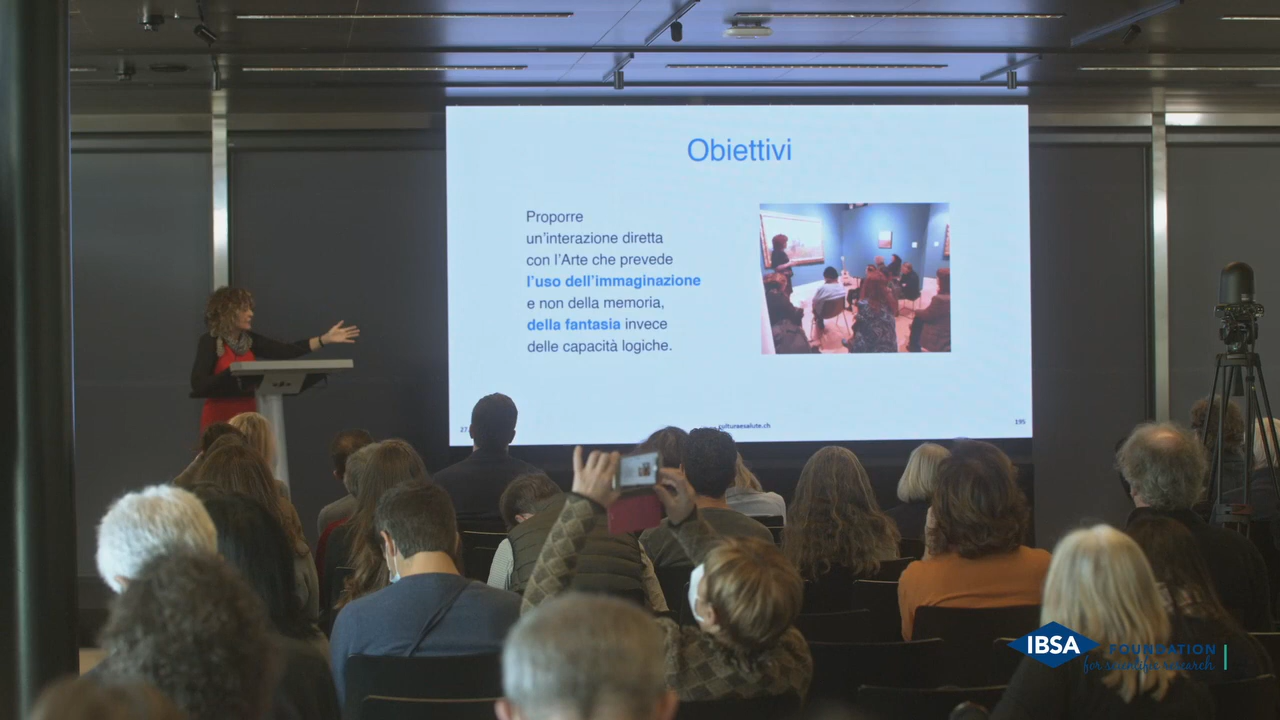 Obiettivi
Proporre
un'interazione diretta
con l'Arte che prevede
l'uso dell'immaginazione
e non della memoria,
della fantasia invece
delle capacità logiche.
27
culturaesalute.ch
195
IBSA FOUNDATION
for scientific research